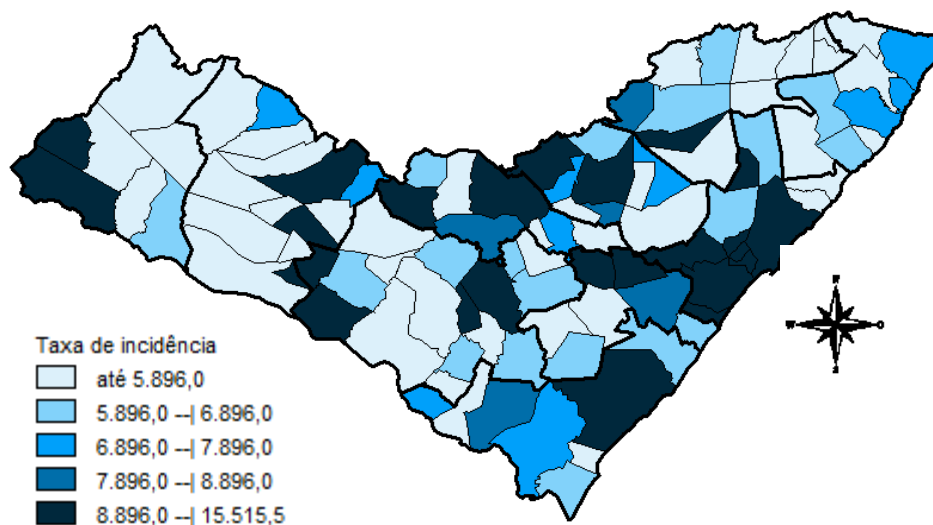 Taxa de incidência
até 5.896,0
5.896,0 --| 6.896,0
6.896,0 --| 7.896,0
7.896,0 --| 8.896,0
8.896,0 --| 15.515,5